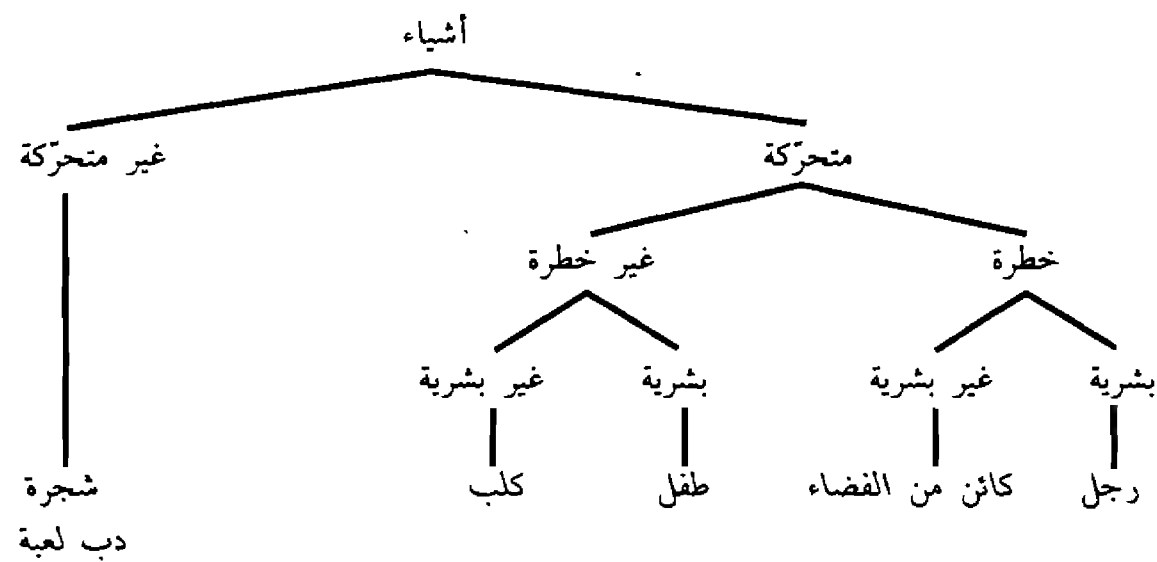 أشياء
متحرّكة غير متحرّكة
خطرة غير خطرة
بشرية غير بشرية بشرية غير بشرية
رجل كائن من الفضاء طفل كلب شجرة
دب لعبة